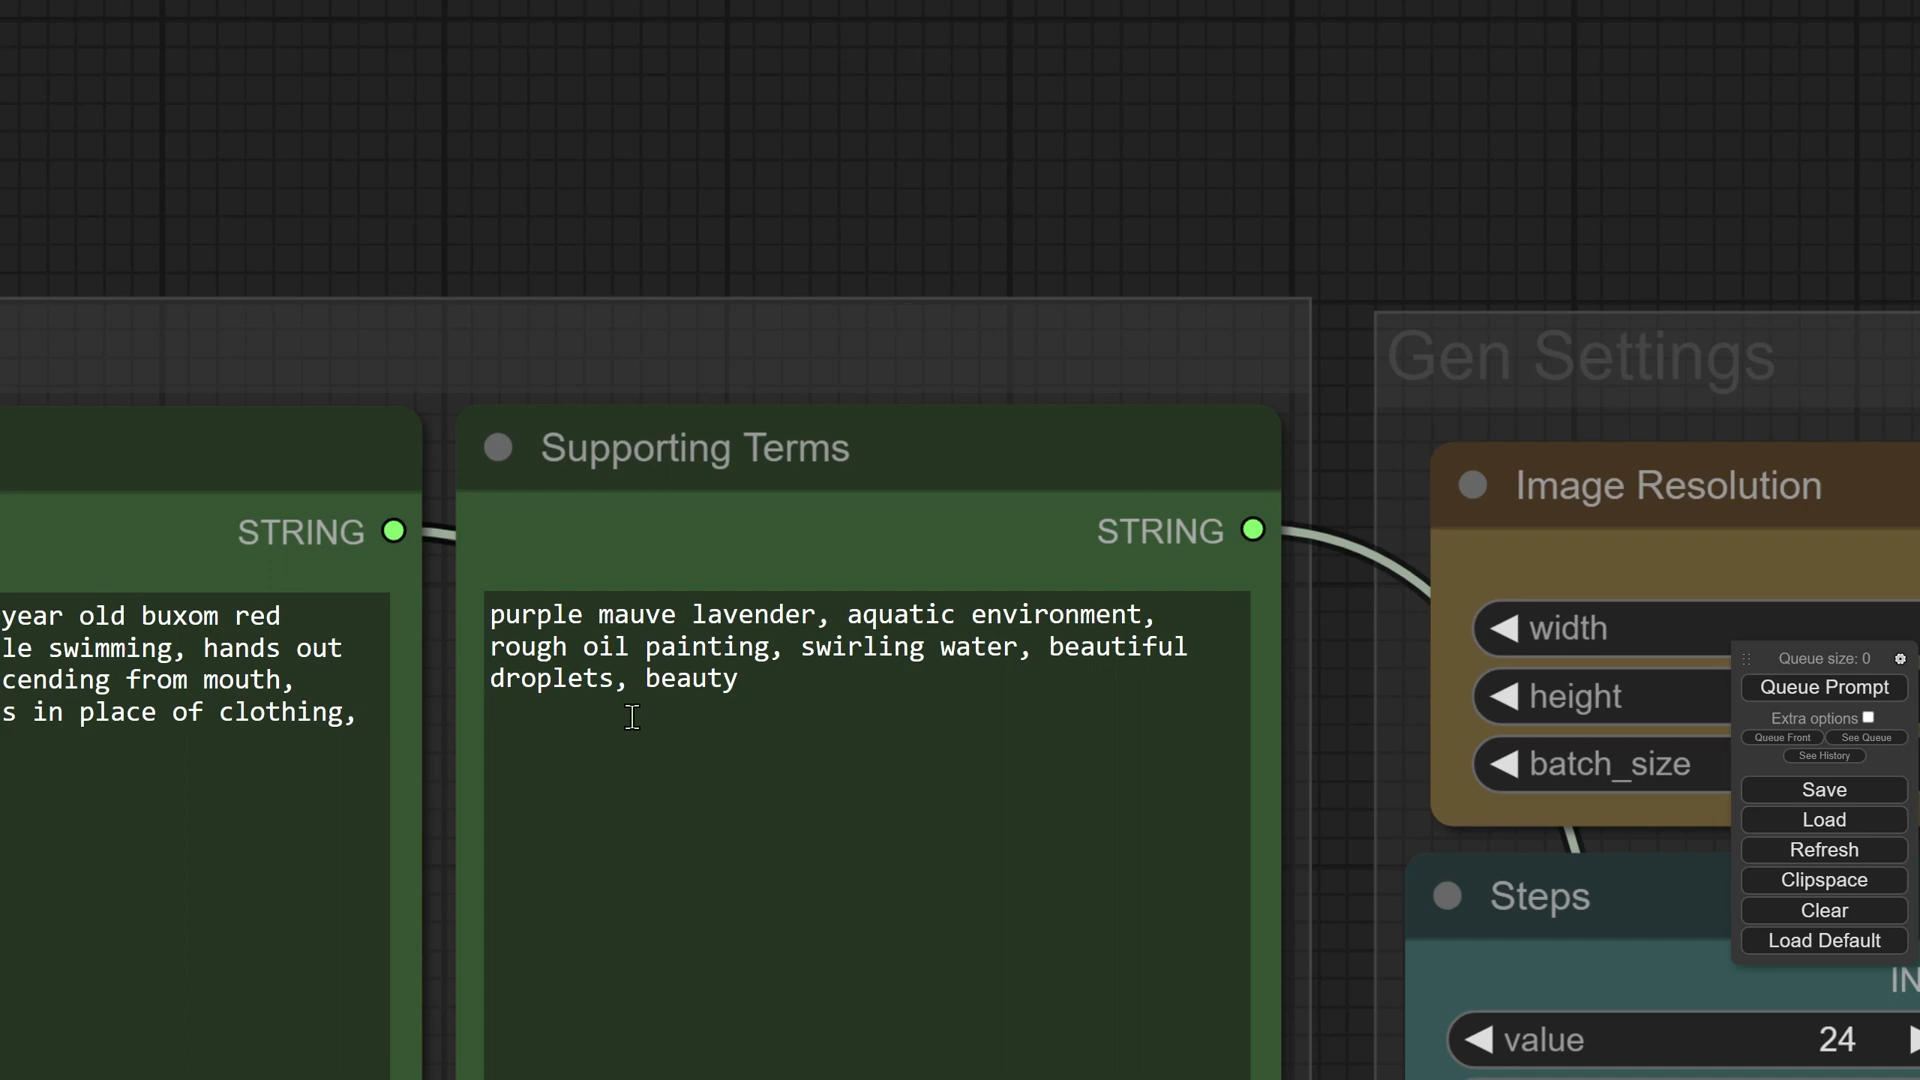 Gen Settings
Supporting Terms
Image Resolution
STRING
STRING
year old buxom red
le swimming, hands out
cending from mouth,
s in place of clothing,
purple mauve lavender, aquatic environment,
rough oil painting, swirling water, beautiful
droplets, beauty
width
height
batch_size
Queue size: 0
Queue Prompt
Extra options
Queue Front See Queue
See History
Save
Load
Refresh
Clipspace
Clear
Load Default
Steps
IN
value 24